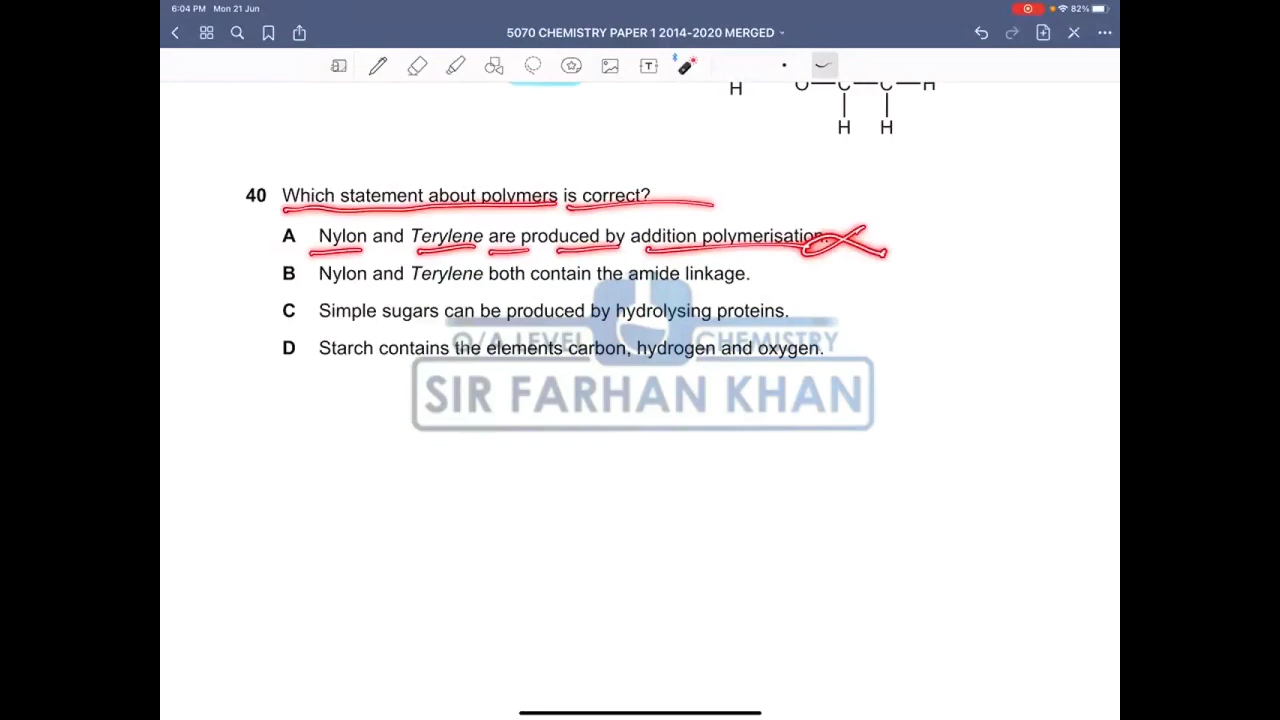 6:04 PM Mon 21 Jun
82%
5070 CHEMISTRY PAPER 1 2014-2020 MERGED
T
H O C C H
H H
40 Which statement about polymers is correct?
A Nylon and Terylene are produced by addition polymerisation.
B Nylon and Terylene both contain the amide linkage.
C Simple sugars can be produced by hydrolysing proteins.
D Starch contains the elements carbon, hydrogen and oxygen.
O/A LEVEL CHEMISTRY
SIR FARHAN KHAN